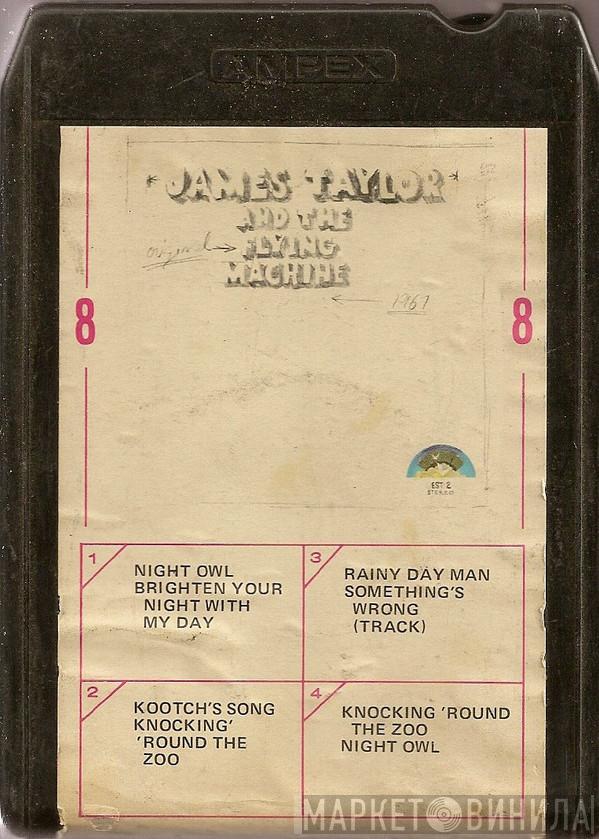 AMPEX
JAMES TAYLOR
AND THE
original → FLYING
MACHINE
← 1967
8
8
EST 2
STEREO
1
NIGHT OWL
BRIGHTEN YOUR
NIGHT WITH
MY DAY
3
RAINY DAY MAN
SOMETHING'S
WRONG
(TRACK)
2
KOOTCH'S SONG
KNOCKING'
'ROUND THE
ZOO
4
KNOCKING 'ROUND
THE ZOO
NIGHT OWL
МАРКЕТ ВИНИЛА